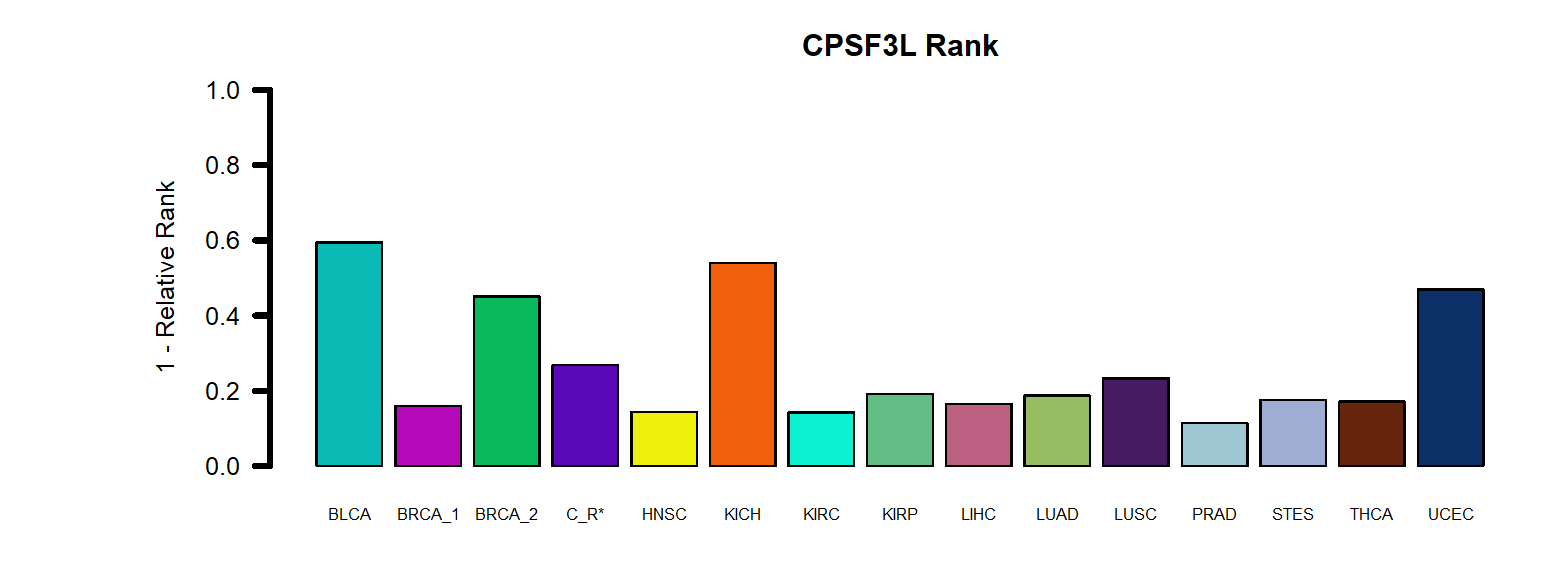 CPSF3L Rank
1 - Relative Rank
1.0
0.8
0.6
0.4
0.2
0.0
BLCA BRCA_1 BRCA_2 C_R* HNSC KICH KIRC KIRP LIHC LUAD LUSC PRAD STES THCA UCEC